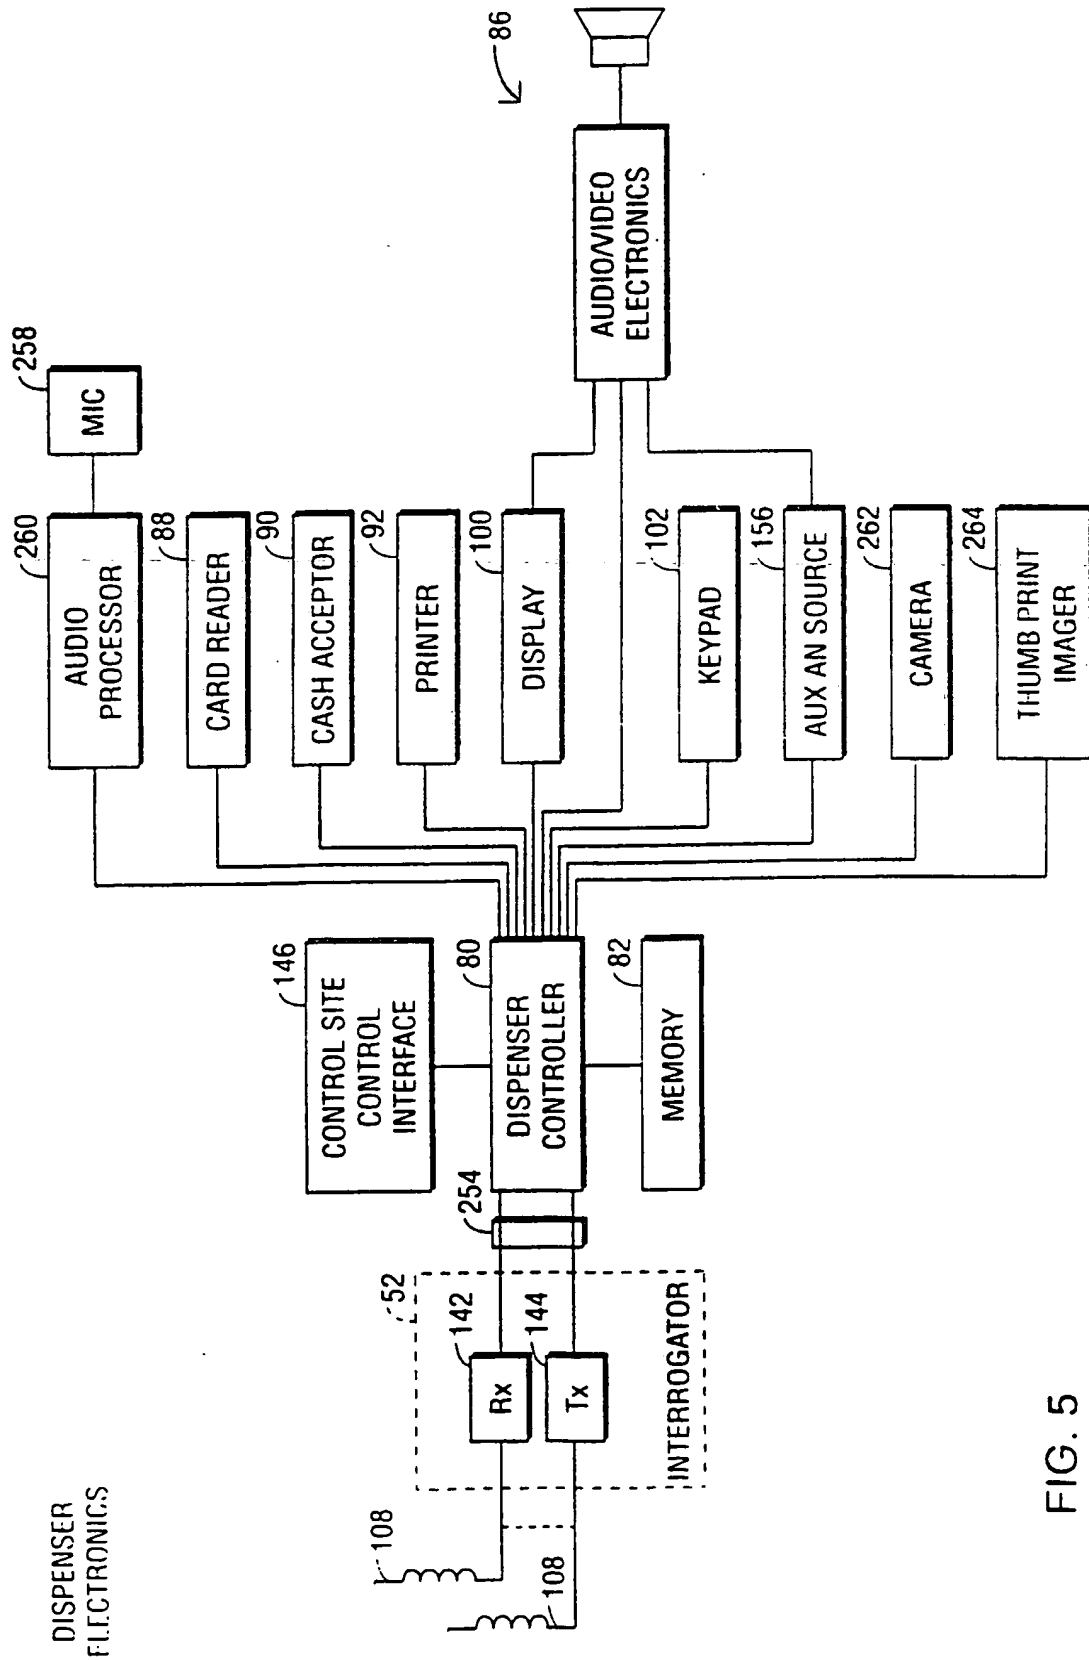 DISPENSER
ELECTRONICS
108
108
52
142
Rx
144
Tx
INTERROGATOR
254
146
CONTROL SITE
CONTROL
INTERFACE
80
DISPENSER
CONTROLLER
82
MEMORY
260
AUDIO
PROCESSOR
258
MIC
88
CARD READER
90
CASH ACCEPTOR
92
PRINTER
100
DISPLAY
102
KEYPAD
156
AUX AN SOURCE
262
CAMERA
264
THUMB PRINT
IMAGER
AUDIO/VIDEO
ELECTRONICS
86
FIG. 5